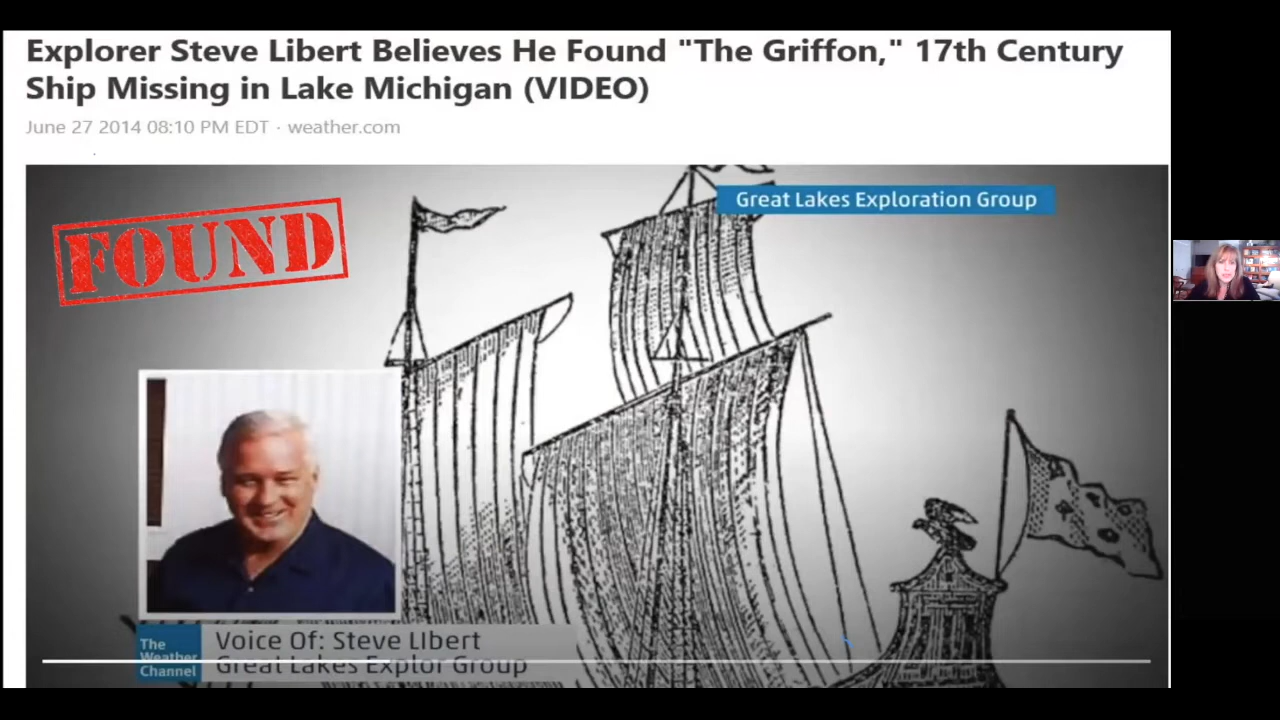 Explorer Steve Libert Believes He Found "The Griffon," 17th Century
Ship Missing in Lake Michigan (VIDEO)
June 27 2014 08:10 PM EDT · weather.com
Great Lakes Exploration Group
FOUND
The
Weather
Channel
Voice Of: Steve LIbert
Great Lakes Explor Group